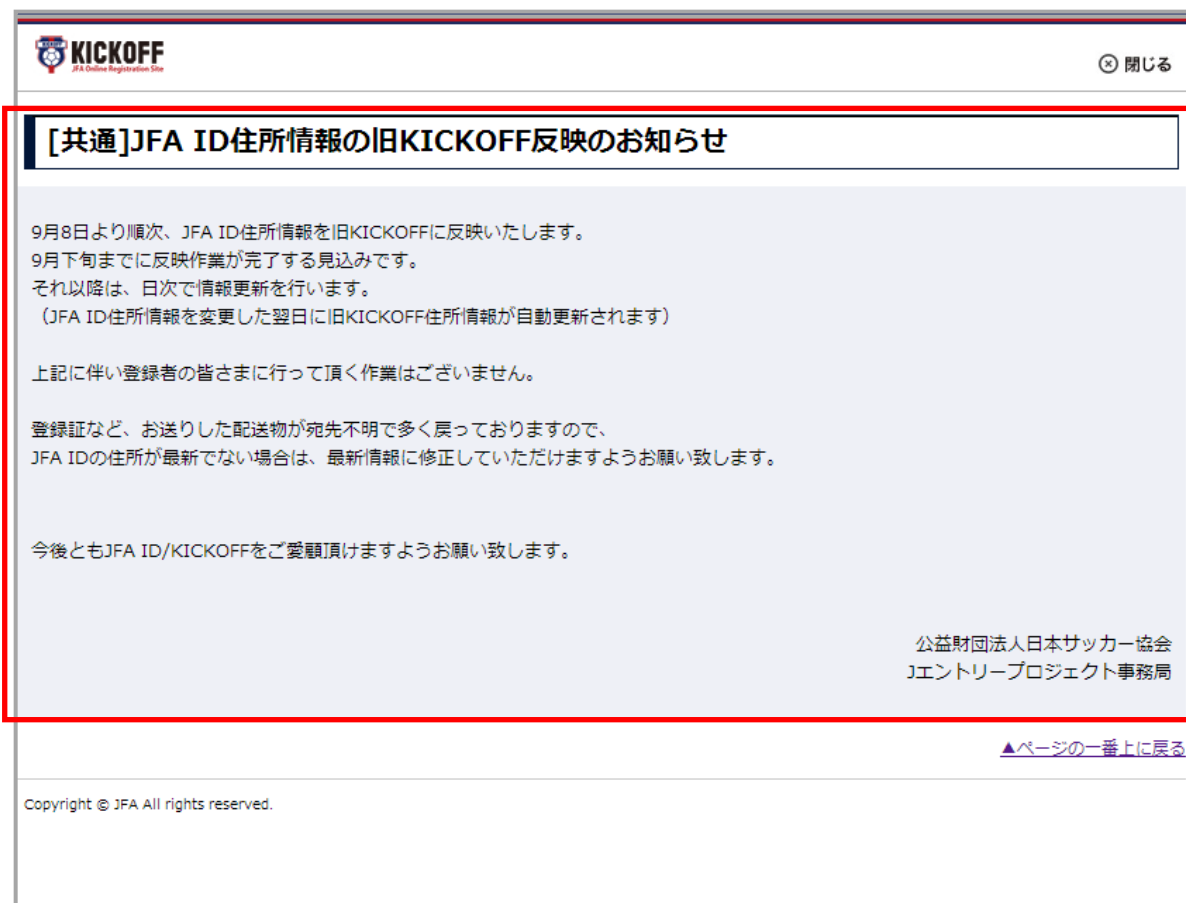 KICKOFF
JFA Online Registration Site
閉じる
[共通]JFA ID住所情報の旧KICKOFF反映のお知らせ
9月8日より順次、JFA ID住所情報を旧KICKOFFに反映いたします。
9月下旬までに反映作業が完了する見込みです。
それ以降は、日次で情報更新を行います。
（JFA ID住所情報を変更した翌日に旧KICKOFF住所情報が自動更新されます）
上記に伴い登録者の皆さまに行って頂く作業はございません。
登録証など、お送りした配送物が宛先不明で多く戻っておりますので、
JFA IDの住所が最新でない場合は、最新情報に修正していただけますようお願い致します。
今後ともJFA ID/KICKOFFをご愛顧頂けますようお願い致します。
公益財団法人日本サッカー協会
Jエントリープロジェクト事務局
▲ページの一番上に戻る
Copyright © JFA All rights reserved.